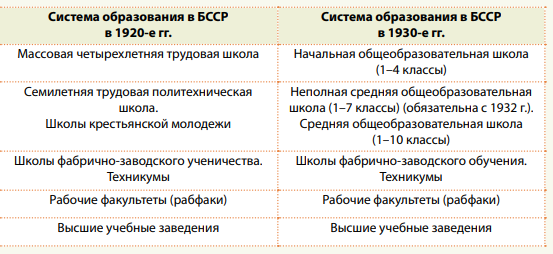 Система образования в БССР
в 1920-е гг.
Система образования в БССР
в 1930-е гг.
Массовая четырехлетняя трудовая школа
Начальная общеобразовательная школа
(1–4 классы)
Семилетняя трудовая политехническая
школа.
Школы крестьянской молодежи
Неполная средняя общеобразовательная
школа (1–7 классы) (обязательна с 1932 г.).
Средняя общеобразовательная школа
(1–10 классы)
Школы фабрично-заводского ученичества.
Техникумы
Школы фабрично-заводского обучения.
Техникумы
Рабочие факультеты (рабфаки)
Рабочие факультеты (рабфаки)
Высшие учебные заведения
Высшие учебные заведения